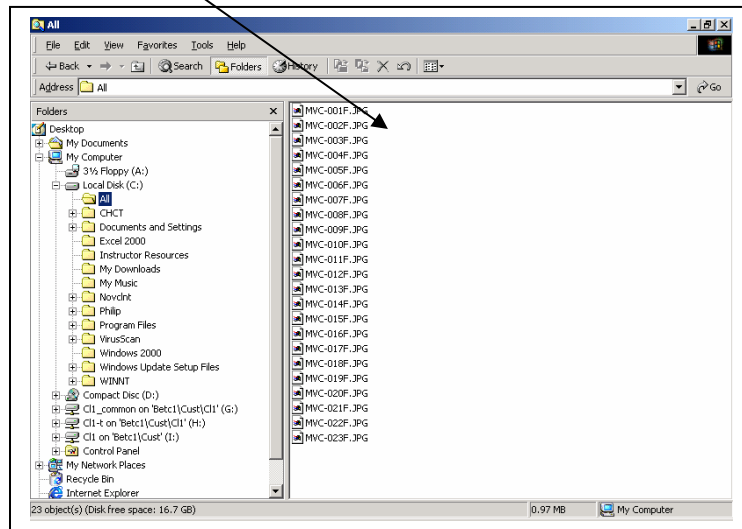 All
File Edit View Favorites Tools Help
Back Search Folders History
Address All Go
Folders x
Desktop
My Documents
My Computer
3½ Floppy (A:)
Local Disk (C:)
All
CHCT
Documents and Settings
Excel 2000
Instructor Resources
My Downloads
My Music
Novclnt
Philip
Program Files
VirusScan
Windows 2000
Windows Update Setup Files
WINNT
Compact Disc (D:)
Cl1_common on 'Betc1\Cust\Cl1' (G:)
Cl1-t on 'Betc1\Cust\Cl1' (H:)
Cl1 on 'Betc1\Cust' (I:)
Control Panel
My Network Places
Recycle Bin
Internet Explorer
MVC-001F.JPG
MVC-002F.JPG
MVC-003F.JPG
MVC-004F.JPG
MVC-005F.JPG
MVC-006F.JPG
MVC-007F.JPG
MVC-008F.JPG
MVC-009F.JPG
MVC-010F.JPG
MVC-011F.JPG
MVC-012F.JPG
MVC-013F.JPG
MVC-014F.JPG
MVC-015F.JPG
MVC-016F.JPG
MVC-017F.JPG
MVC-018F.JPG
MVC-019F.JPG
MVC-020F.JPG
MVC-021F.JPG
MVC-022F.JPG
MVC-023F.JPG
23 object(s) (Disk free space: 16.7 GB) 0.97 MB My Computer